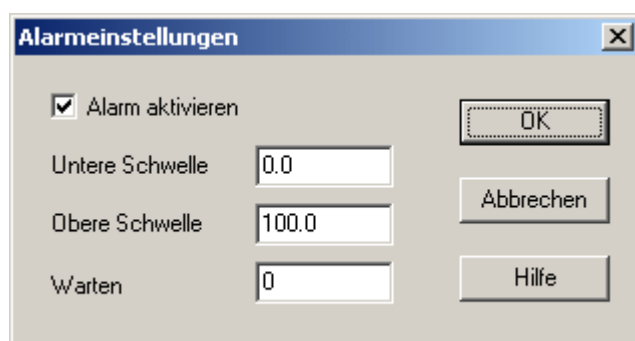 Alarmeinstellungen
Alarm aktivieren
OK
Untere Schwelle 0.0
Abbrechen
Obere Schwelle 100.0
Warten 0
Hilfe